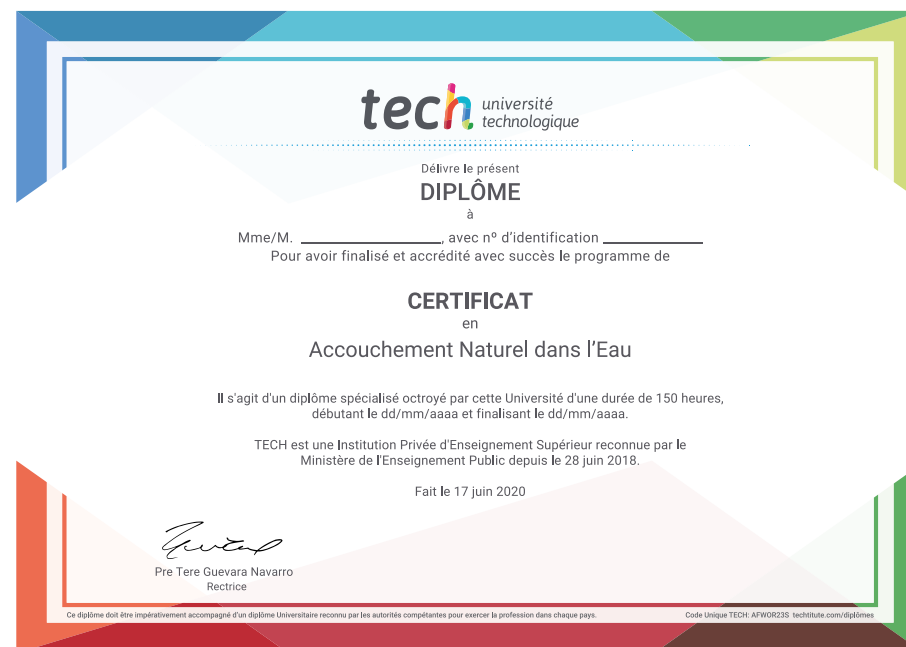 tech université
technologique
Délivre le présent
DIPLÔME
à
Mme/M. ____________________, avec nº d'identification ______________
Pour avoir finalisé et accrédité avec succès le programme de
CERTIFICAT
en
Accouchement Naturel dans l'Eau
Il s'agit d'un diplôme spécialisé octroyé par cette Université d'une durée de 150 heures,
débutant le dd/mm/aaaa et finalisant le dd/mm/aaaa.
TECH est une Institution Privée d'Enseignement Supérieur reconnue par le
Ministère de l'Enseignement Public depuis le 28 juin 2018.
Fait le 17 juin 2020
Pre Tere Guevara Navarro
Rectrice
Ce diplôme doit être impérativement accompagné d'un diplôme Universitaire reconnu par les autorités compétentes pour exercer la profession dans chaque pays.
Code Unique TECH: AFWOR23S techtitute.com/diplômes